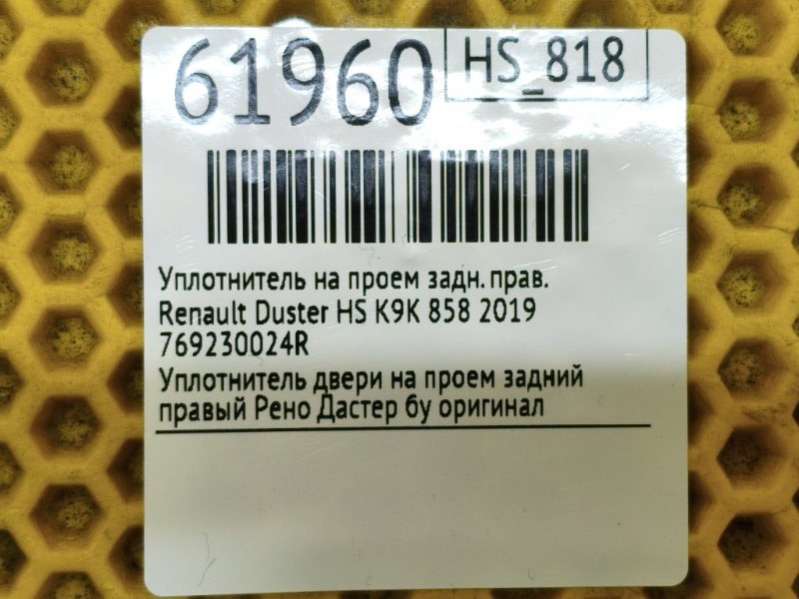 61960
HS_818
Уплотнитель на проем задн. прав.
Renault Duster HS K9K 858 2019
769230024R
Уплотнитель двери на проем задний
правый Рено Дастер бу оригинал